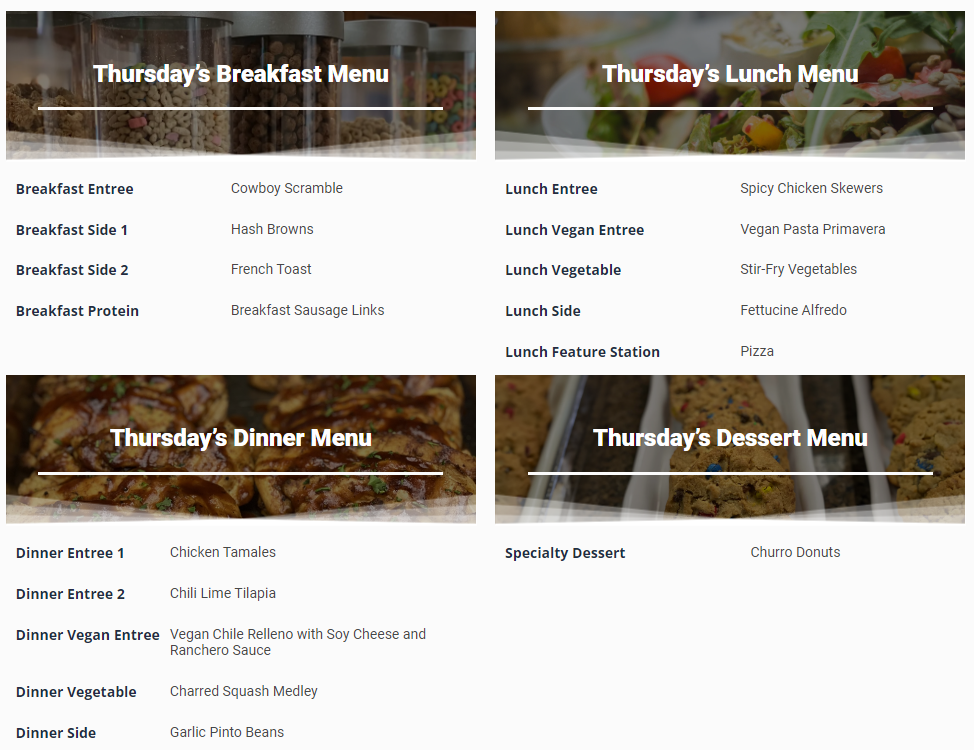 Thursday’s Breakfast Menu
Breakfast Entree Cowboy Scramble
Breakfast Side 1 Hash Browns
Breakfast Side 2 French Toast
Breakfast Protein Breakfast Sausage Links
Thursday’s Lunch Menu
Lunch Entree Spicy Chicken Skewers
Lunch Vegan Entree Vegan Pasta Primavera
Lunch Vegetable Stir-Fry Vegetables
Lunch Side Fettucine Alfredo
Lunch Feature Station Pizza
Thursday’s Dinner Menu
Dinner Entree 1 Chicken Tamales
Dinner Entree 2 Chili Lime Tilapia
Dinner Vegan Entree Vegan Chile Relleno with Soy Cheese and
Ranchero Sauce
Dinner Vegetable Charred Squash Medley
Dinner Side Garlic Pinto Beans
Thursday’s Dessert Menu
Specialty Dessert Churro Donuts